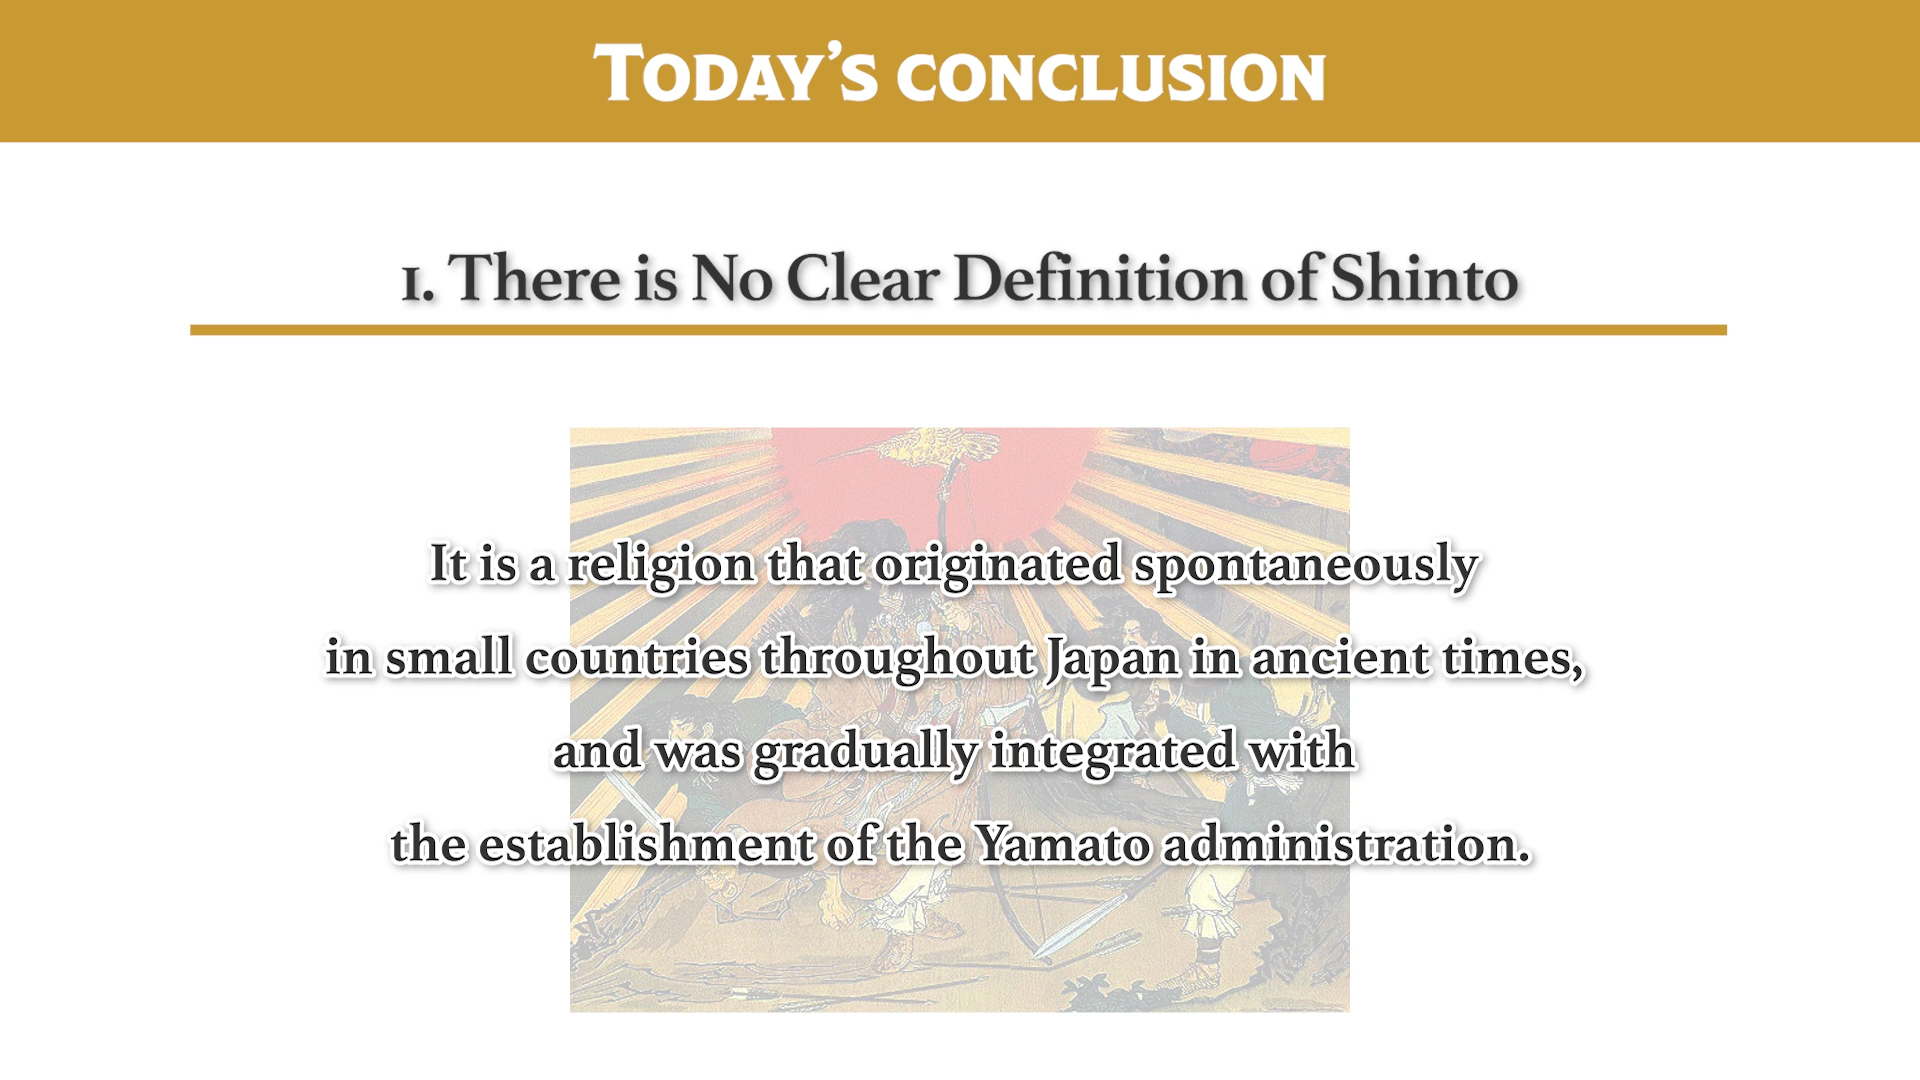 Today's conclusion
1. There is No Clear Definition of Shinto
It is a religion that originated spontaneously
in small countries throughout Japan in ancient times,
and was gradually integrated with
the establishment of the Yamato administration.